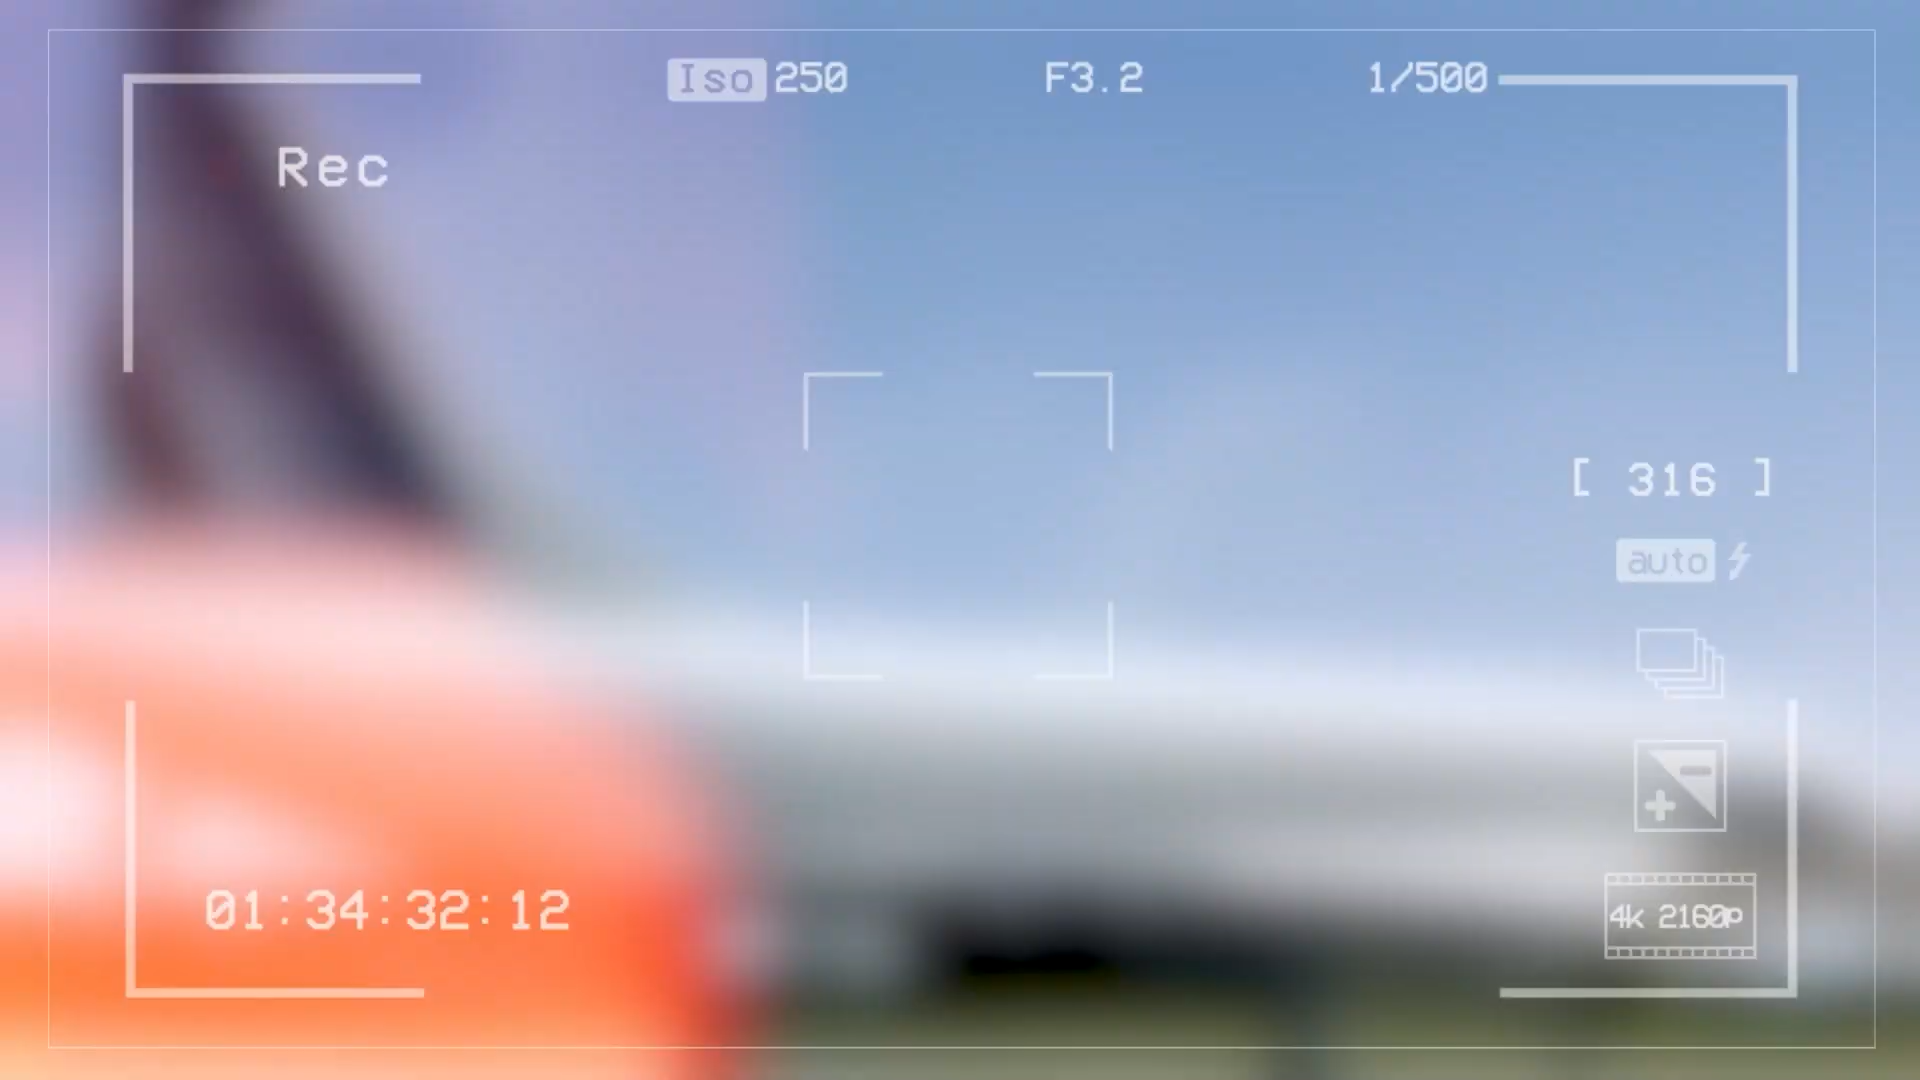 Iso 250 F3.2 1/500
Rec
[ 316 ]
auto
01:34:32:12
4k 2160P